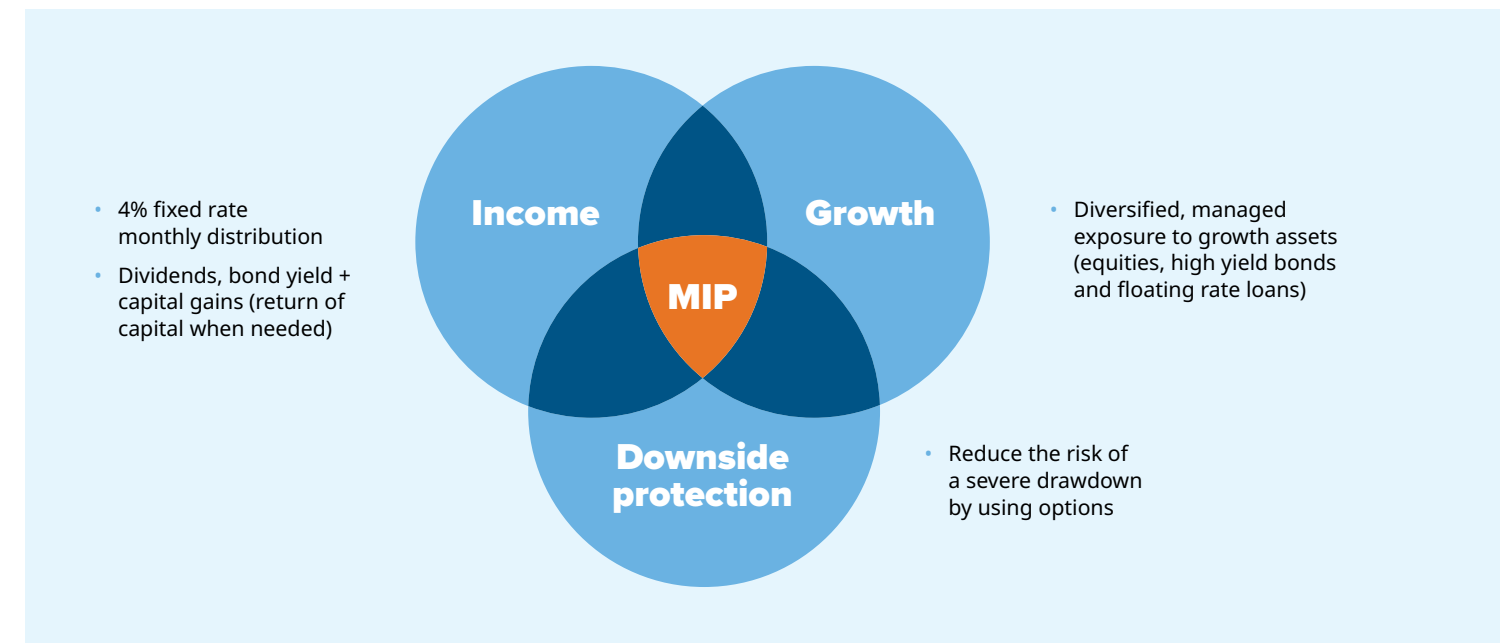 Income
Growth
MIP
Downside
protection
• 4% fixed rate
monthly distribution
• Dividends, bond yield +
capital gains (return of
capital when needed)
• Diversified, managed
exposure to growth assets
(equities, high yield bonds
and floating rate loans)
• Reduce the risk of
a severe drawdown
by using options